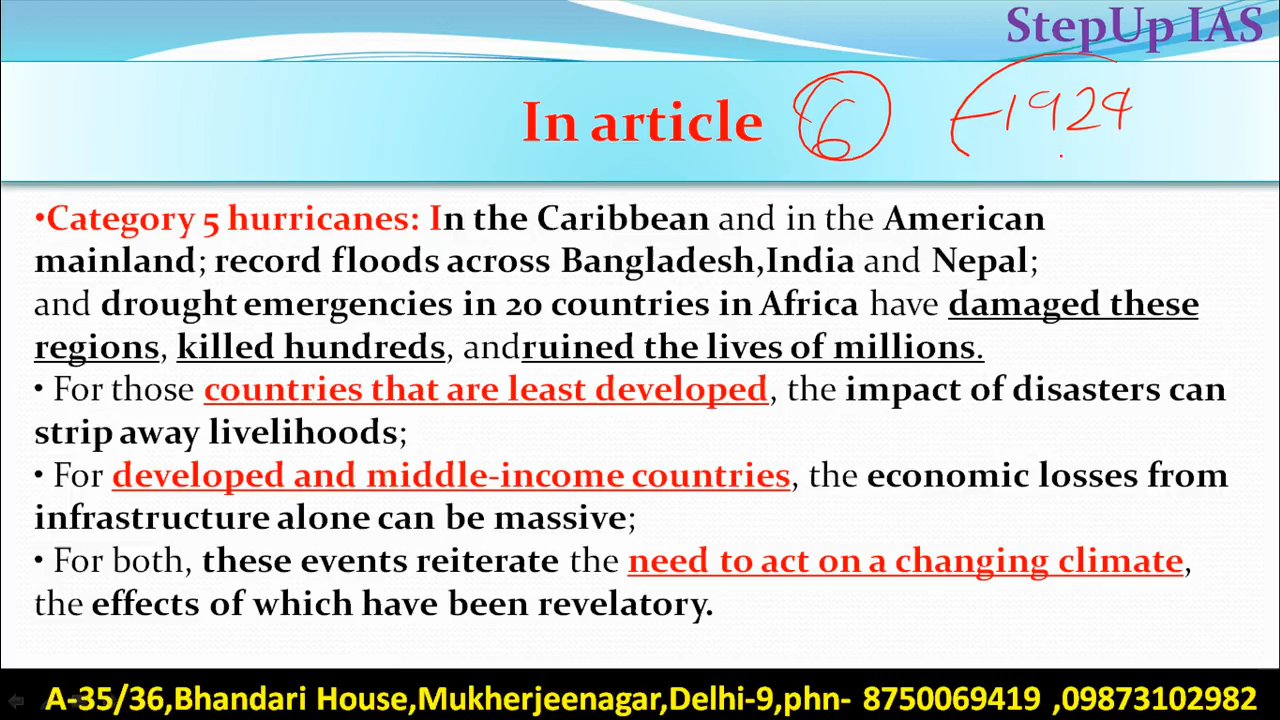 StepUp IAS
In article 6 1924
•Category 5 hurricanes: In the Caribbean and in the American
mainland; record floods across Bangladesh,India and Nepal;
and drought emergencies in 20 countries in Africa have damaged these
regions, killed hundreds, andruined the lives of millions.
• For those countries that are least developed, the impact of disasters can
strip away livelihoods;
• For developed and middle-income countries, the economic losses from
infrastructure alone can be massive;
• For both, these events reiterate the need to act on a changing climate,
the effects of which have been revelatory.
A-35/36,Bhandari House,Mukherjeenagar,Delhi-9,phn- 8750069419 ,09873102982